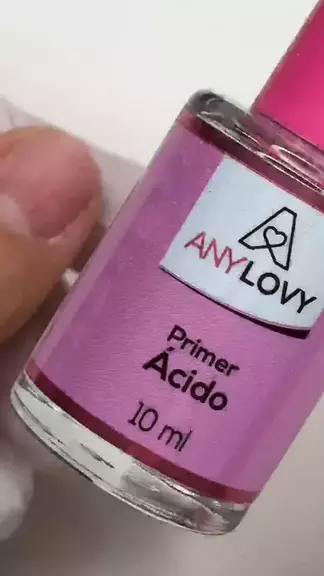 ANYLOVY
Primer
Ácido
10 ml